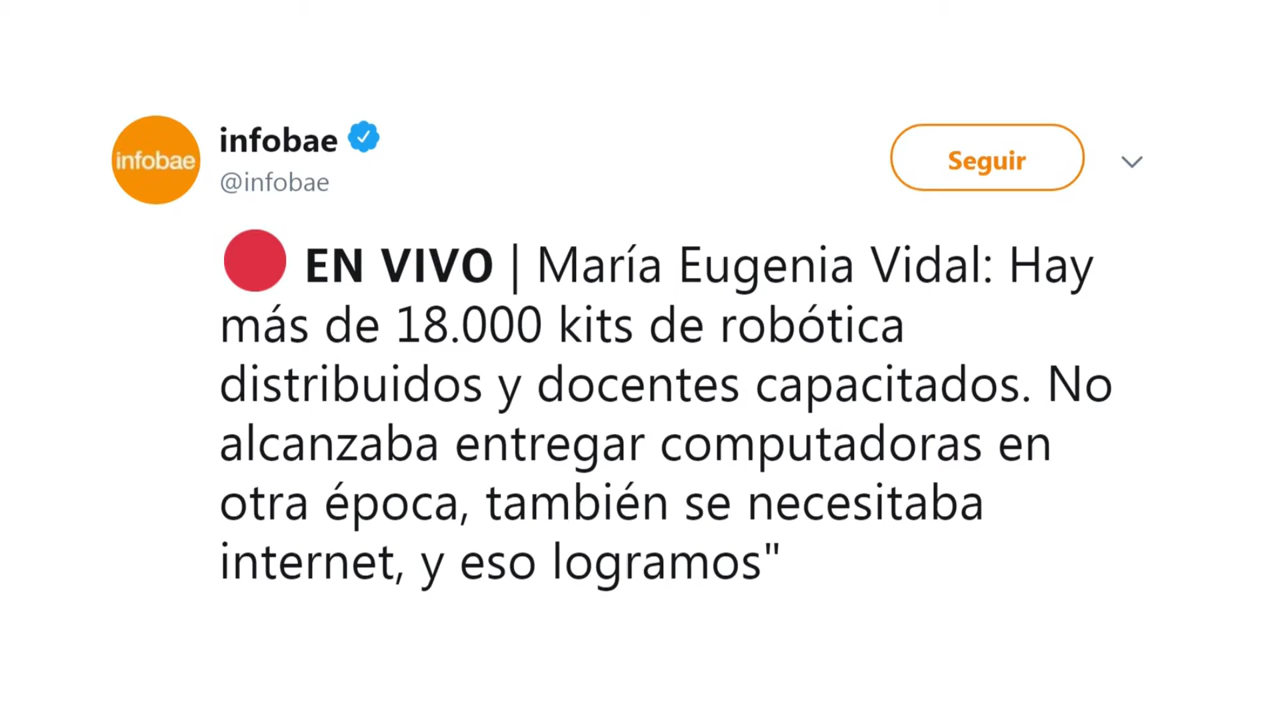 infobae
infobae
@infobae
Seguir
EN VIVO | María Eugenia Vidal: Hay
más de 18.000 kits de robótica
distribuidos y docentes capacitados. No
alcanzaba entregar computadoras en
otra época, también se necesitaba
internet, y eso logramos"